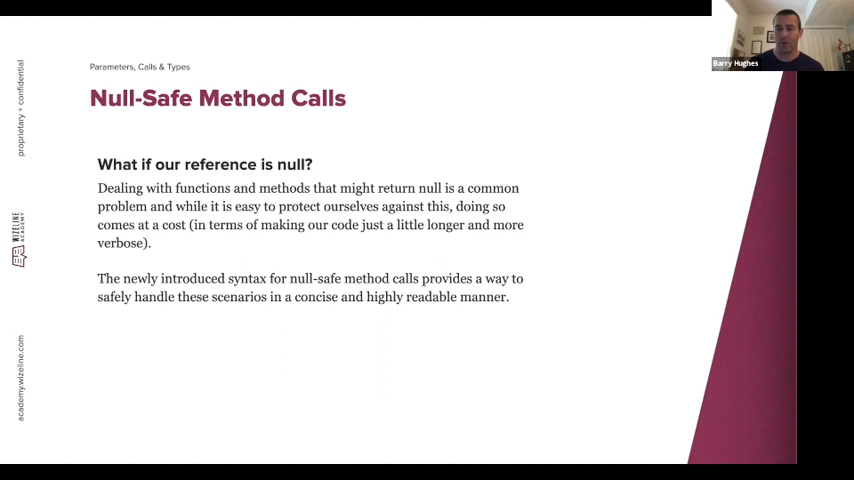 Barry Hughes
Parameters, Calls & Types
Null-Safe Method Calls
What if our reference is null?
Dealing with functions and methods that might return null is a common
problem and while it is easy to protect ourselves against this, doing so
comes at a cost (in terms of making our code just a little longer and more
verbose).
The newly introduced syntax for null-safe method calls provides a way to
safely handle these scenarios in a concise and highly readable manner.
proprietary + confidential
WIZELINE
ACADEMY
academy.wizeline.com